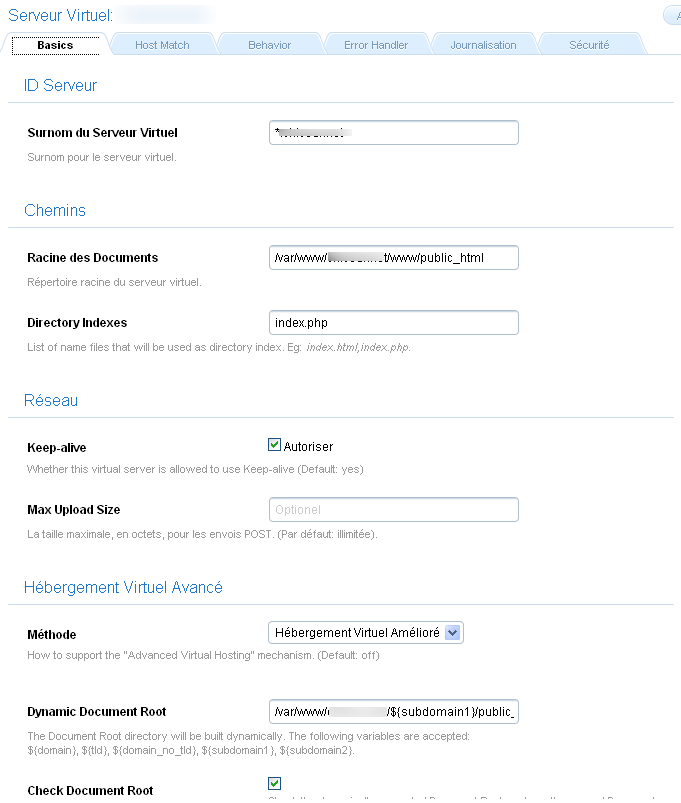 Serveur Virtuel:
Basics Host Match Behavior Error Handler Journalisation Sécurité
ID Serveur
Surnom du Serveur Virtuel
Surnom pour le serveur virtuel.
Chemins
Racine des Documents /var/www/ /www/public_html
Répertoire racine du serveur virtuel.
Directory Indexes index.php
List of name files that will be used as directory index. Eg: index.html,index.php.
Réseau
Keep-alive Autoriser
Whether this virtual server is allowed to use Keep-alive (Default: yes)
Max Upload Size Optionel
La taille maximale, en octets, pour les envois POST. (Par défaut: illimitée).
Hébergement Virtuel Avancé
Méthode Hébergement Virtuel Amélioré
How to support the "Advanced Virtual Hosting" mechanism. (Default: off)
Dynamic Document Root /var/www/ /${subdomain1}/public_
The Document Root directory will be built dynamically. The following variables are accepted:
${domain}, ${tld}, ${domain_no_tld}, ${subdomain1}, ${subdomain2}.
Check Document Root